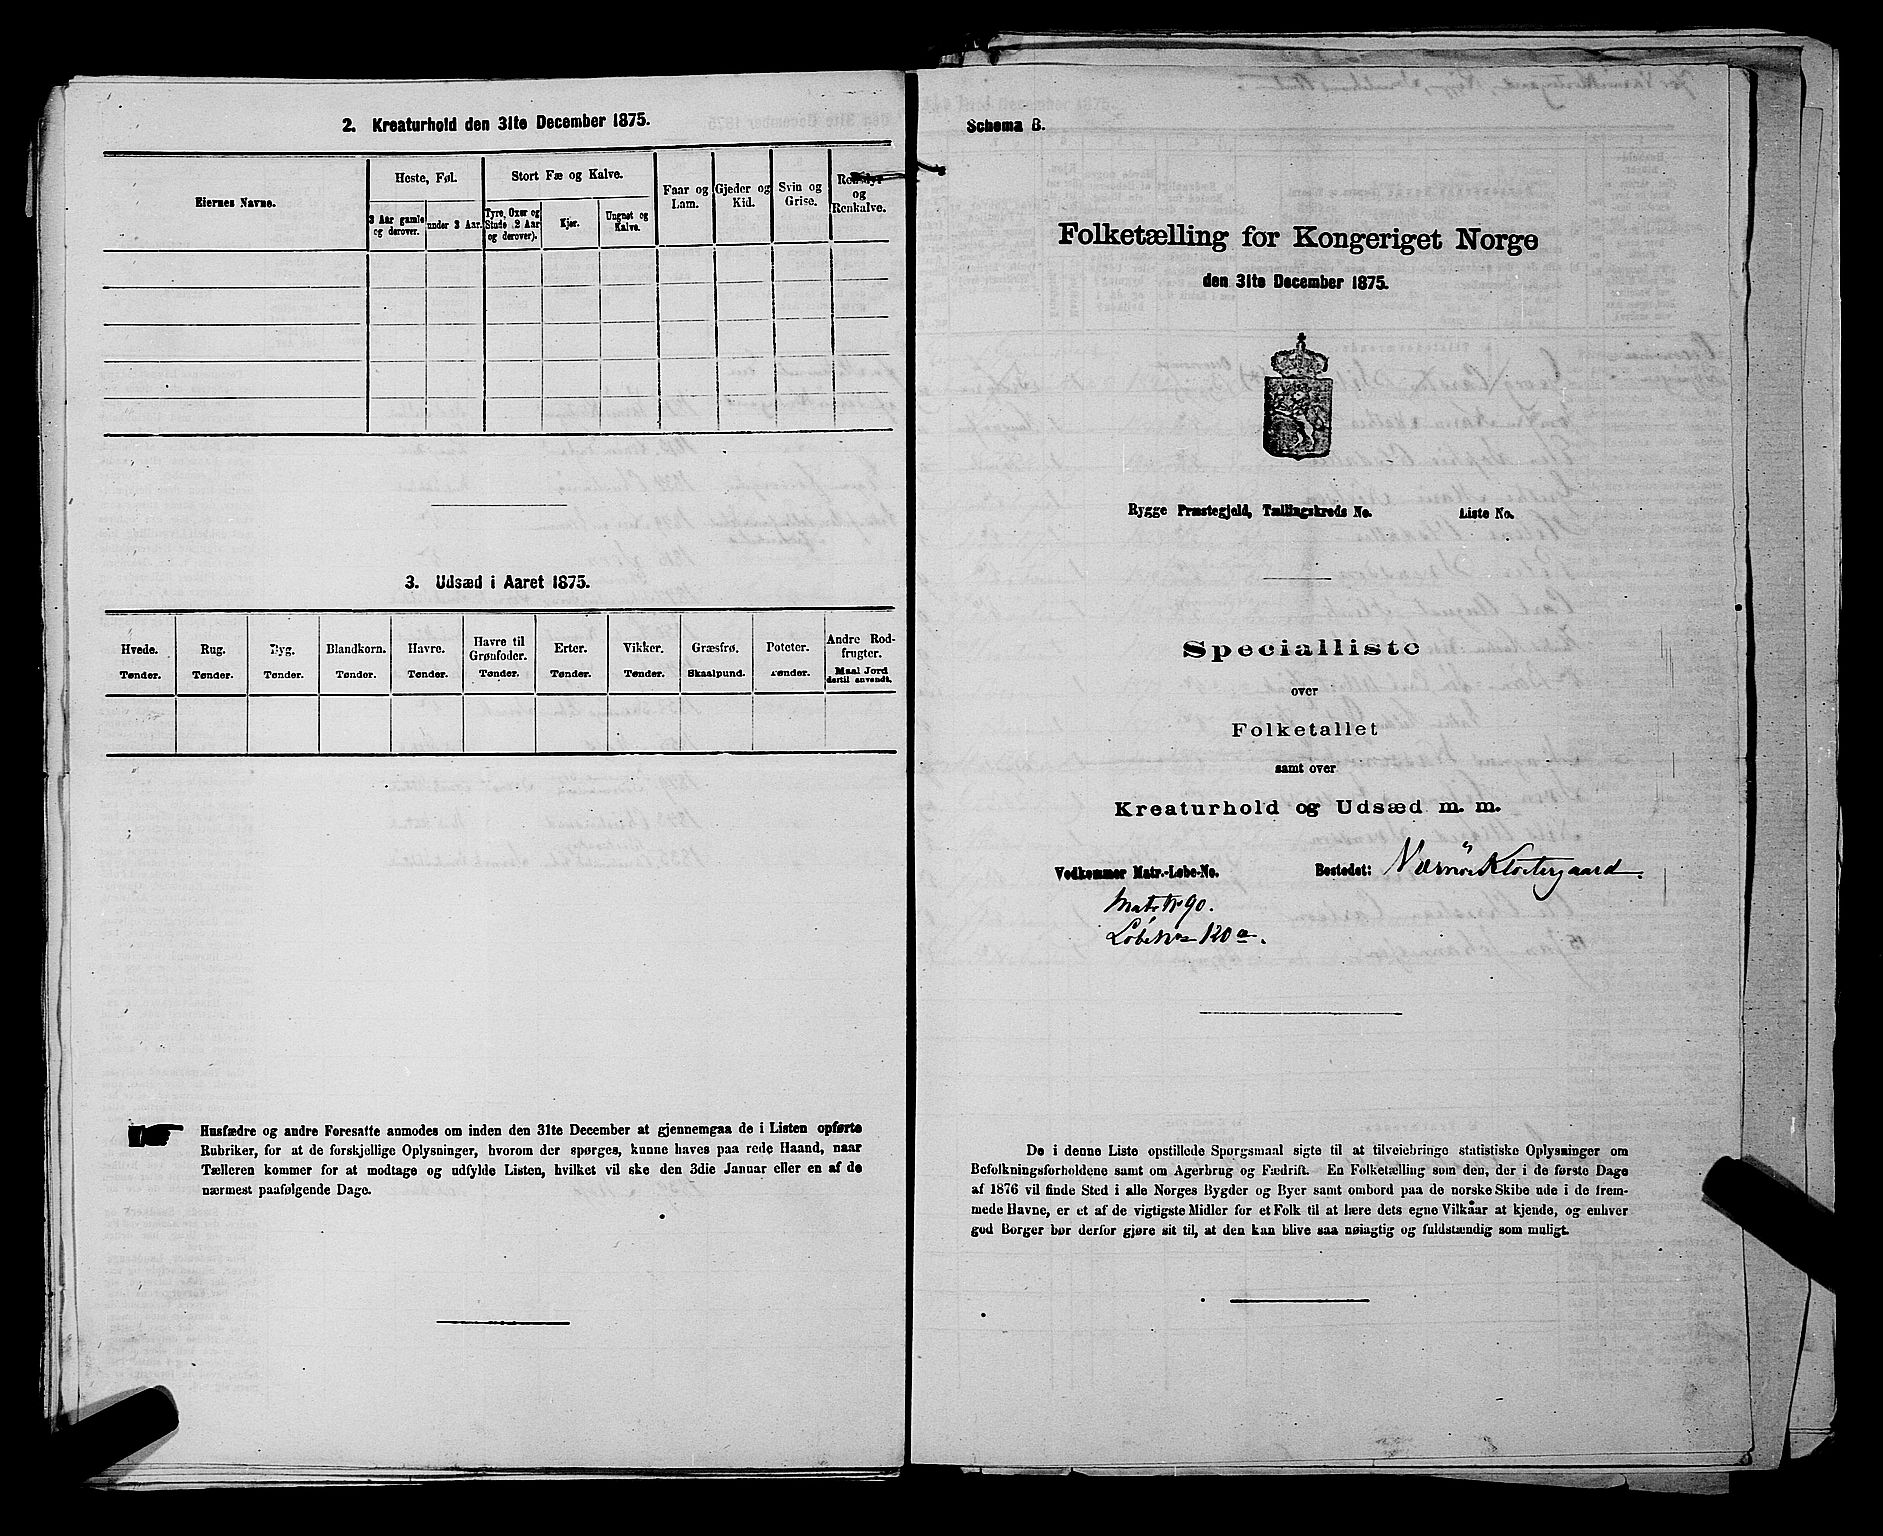 2. Kreaturhold den 31te December 1875.
Eiernes Navne.
Heste, Føl.
Stort Fæ og Kalve.
3 Aar gamle og derover.
under 3 Aar.
Tyre, Oxer og Stude 2 Aar og derover).
Kjør.
Ungnøt og Kalve.
Faar og Lam.
Gjeder og Kid.
Svin og Grise.
Rensdyr og Renkalve.
3. Udsæd i Aaret 1875.
Hvede. Tønder.
Rug. Tønder.
Byg. Tønder.
Blandkorn. Tønder.
Havre. Tønder.
Havre til Grønfoder. Tønder.
Erter. Tønder.
Vikker. Tønder.
Græsfrø. Skaalpund.
Poteter. Tønder.
Andre Rodfrugter. Maal Jord dertil anvendt.
Husfædre og andre Foresatte anmodes om inden den 31te December at gjennemgaa de i Listen opførte
Rubriker, for at de forskjellige Oplysninger, hvorom der spørges, kunne haves paa rede Haand, naar
Tælleren kommer for at modtage og udfylde Listen, hvilket vil ske den 3die Januar eller en af de
nærmest paafølgende Dage.
Schema B.
Folketælling for Kongeriget Norge
den 31te December 1875.
Rygge Præstegjeld, Tællingskreds No. Liste No.
Specialliste
over
Folketallet
samt over
Kreaturhold og Udsæd m. m.
Vedkommer Matr.-Løbe-No. Bostedet: Værnø Klostergaard.
Matr No 90.
Løbe No 120a.
De i denne Liste opstillede Spørgsmaal sigte til at tilveiebringe statistiske Oplysninger om
Befolkningsforholdene samt om Agerbrug og Fædrift. En Folketælling som den, der i de første Dage
af 1876 vil finde Sted i alle Norges Bygder og Byer samt ombord paa de norske Skibe ude i de frem-
mede Havne, er et af de vigtigste Midler for et Folk til at lære dets egne Vilkaar at kjende, og enhver
god Borger bør derfor gjøre sit til, at den kan blive saa nøiagtig og fuldstændig som muligt.